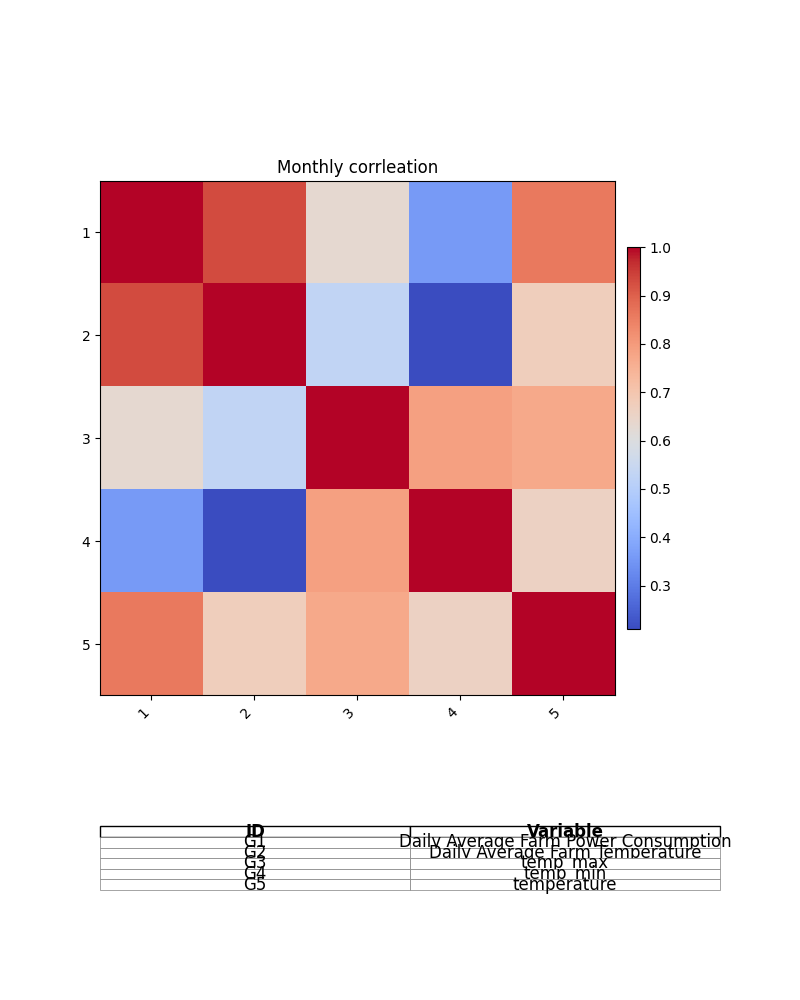 Monthly corrleation
1
2
3
4
5
1.0
0.9
0.8
0.7
0.6
0.5
0.4
0.3
1 2 3 4 5
ID Variable
G1 Daily Average Farm Power Consumption
G2 Daily Average Farm Temperature
G3 temp_max
G4 temp_min
G5 temperature